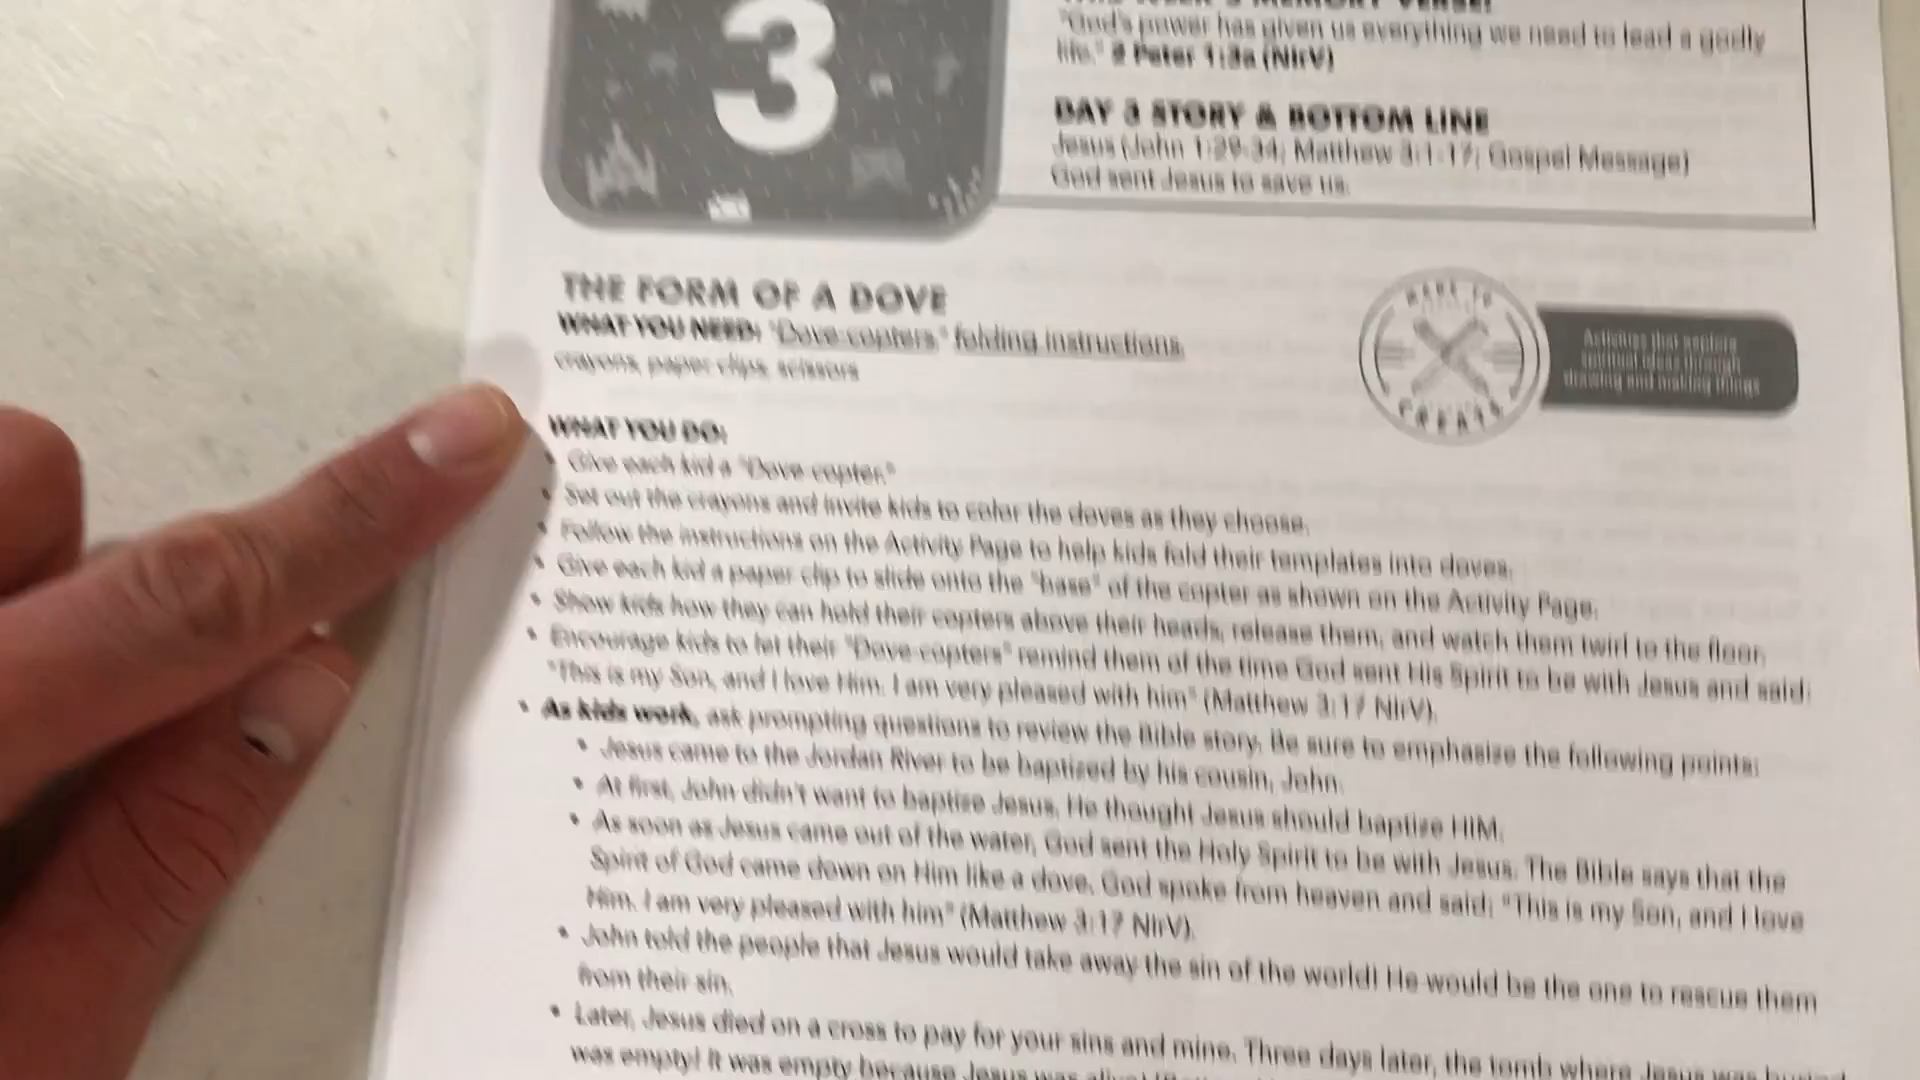 3
"God's power has given us everything we need to lead a godly
life." 2 Peter 1:3a (NIrV)
DAY 3 STORY & BOTTOM LINE
Jesus (John 1:29-34; Matthew 3:1-17; Gospel Message)
God sent Jesus to save us.
THE FORM OF A DOVE
WHAT YOU NEED: "Dove-copters," folding instructions,
crayons, paper clips, scissors
MADE TO
CREATE
Activities that explore
spiritual ideas through
drawing and making things
WHAT YOU DO:
• Give each kid a "Dove-copter."
• Set out the crayons and invite kids to color the doves as they choose.
• Follow the instructions on the Activity Page to help kids fold their templates into doves.
• Give each kid a paper clip to slide onto the "base" of the copter as shown on the Activity Page.
• Show kids how they can hold their copters above their heads, release them, and watch them twirl to the floor.
• Encourage kids to let their "Dove-copters" remind them of the time God sent His Spirit to be with Jesus and said:
"This is my Son, and I love Him. I am very pleased with him" (Matthew 3:17 NIrV).
• As kids work, ask prompting questions to review the Bible story. Be sure to emphasize the following points:
• Jesus came to the Jordan River to be baptized by his cousin, John.
• At first, John didn't want to baptize Jesus. He thought Jesus should baptize HIM.
• As soon as Jesus came out of the water, God sent the Holy Spirit to be with Jesus. The Bible says that the
Spirit of God came down on Him like a dove. God spoke from heaven and said: "This is my Son, and I love
Him. I am very pleased with him" (Matthew 3:17 NIrV).
• John told the people that Jesus would take away the sin of the world! He would be the one to rescue them
from their sin.
• Later, Jesus died on a cross to pay for your sins and mine. Three days later, the tomb where Jesus was buried
was empty! It was empty because Jesus was alive!